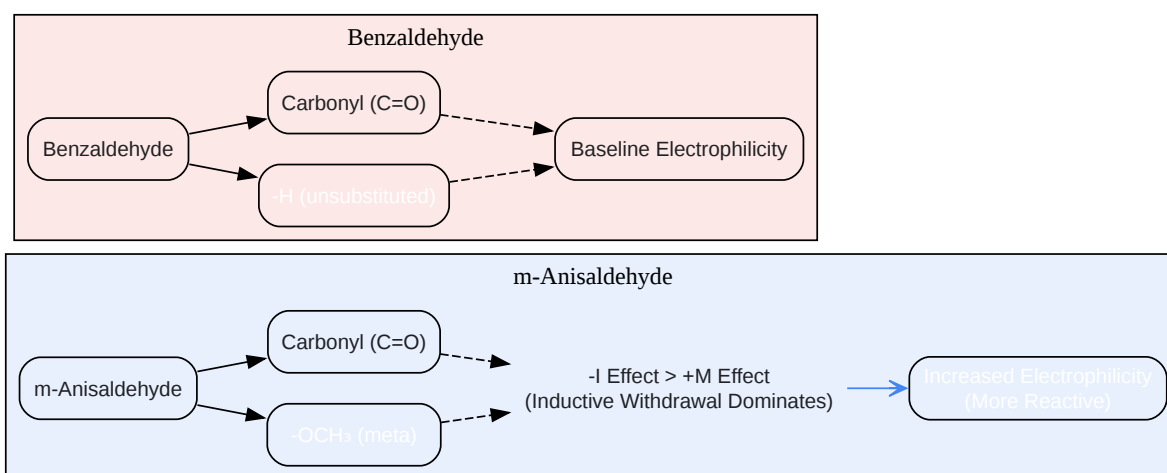 Benzaldehyde
Carbonyl (C=O)
Benzaldehyde
Baseline Electrophilicity
-H (unsubstituted)
m-Anisaldehyde
Carbonyl (C=O)
m-Anisaldehyde
-I Effect > +M Effect
(Inductive Withdrawal Dominates)
Increased Electrophilicity
(More Reactive)
-OCH₃ (meta)